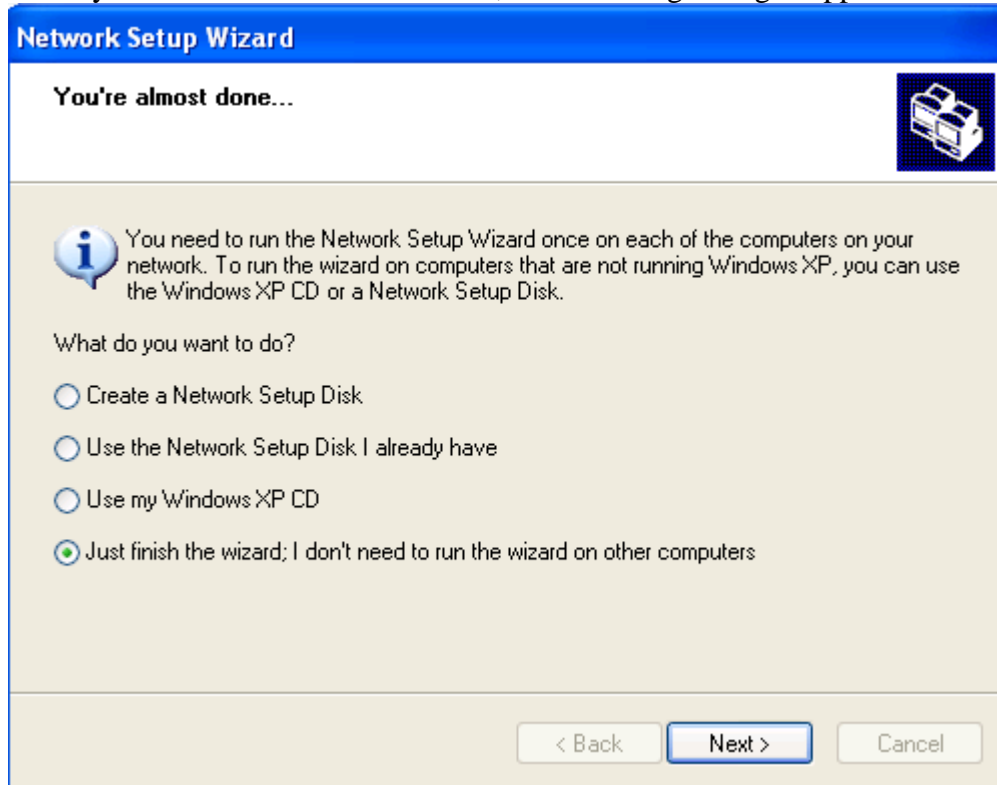 Network Setup Wizard
You're almost done...
You need to run the Network Setup Wizard once on each of the computers on your
network. To run the wizard on computers that are not running Windows XP, you can use
the Windows XP CD or a Network Setup Disk.
What do you want to do?
Create a Network Setup Disk
Use the Network Setup Disk I already have
Use my Windows XP CD
Just finish the wizard; I don't need to run the wizard on other computers
< Back
Next >
Cancel